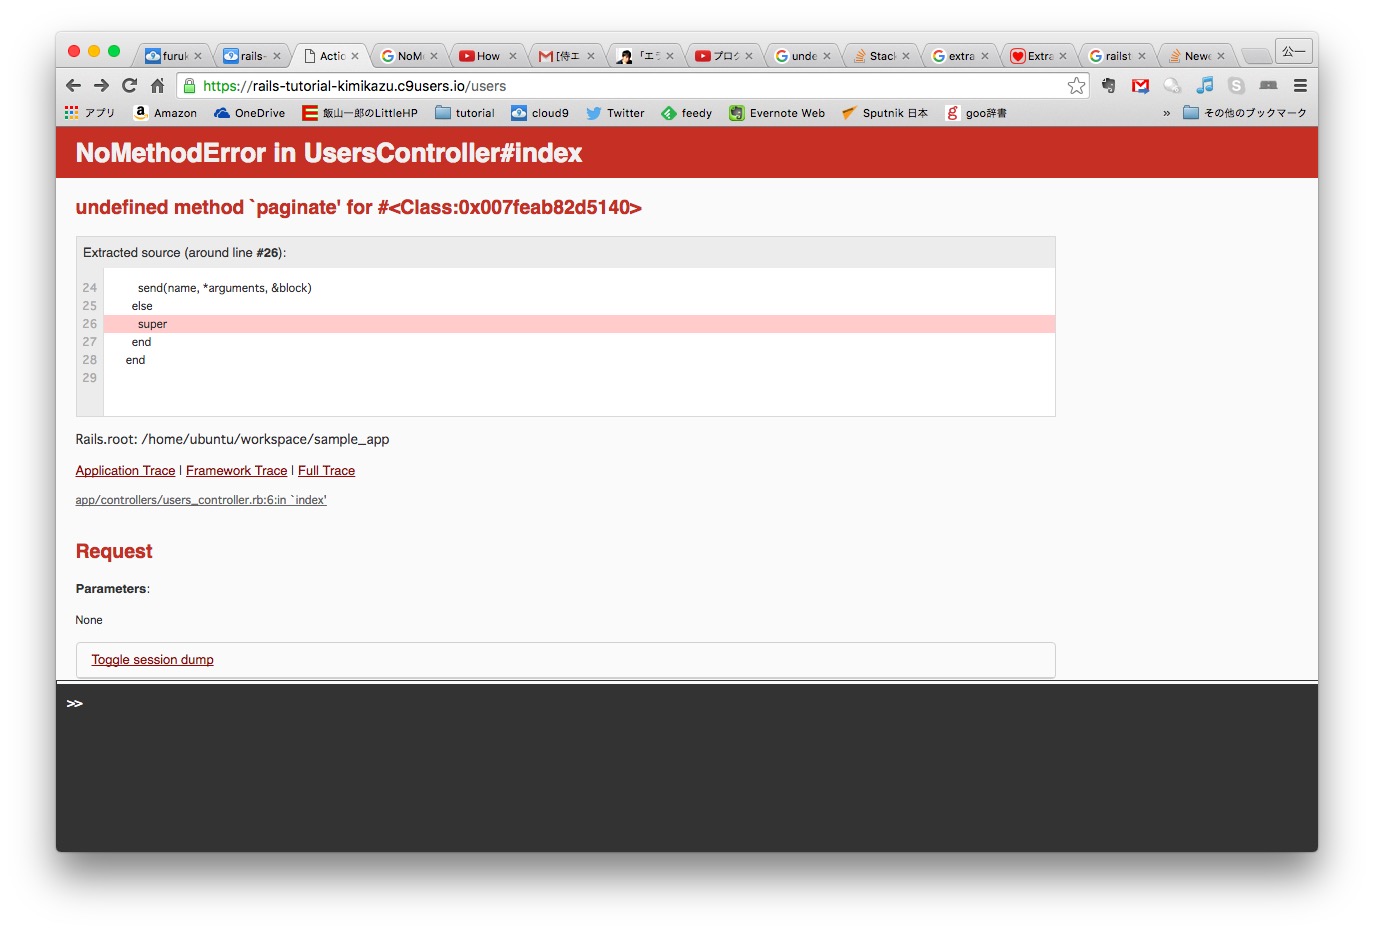 furuk
rails-
Actio
NoM
How
[侍エ
「エラ
プログ
unde
Stack
extra
Extra
railst
Newe
公一
https://rails-tutorial-kimikazu.c9users.io/users
アプリ
Amazon
OneDrive
飯山一郎のLittleHP
tutorial
cloud9
Twitter
feedy
Evernote Web
Sputnik 日本
goo辞書
»
その他のブックマーク
NoMethodError in UsersController#index
undefined method `paginate' for #<Class:0x007feab82d5140>
Extracted source (around line #26):
24 send(name, *arguments, &block)
25 else
26 super
27 end
28 end
29
Rails.root: /home/ubuntu/workspace/sample_app
Application Trace | Framework Trace | Full Trace
app/controllers/users_controller.rb:6:in `index'
Request
Parameters:
None
Toggle session dump
>>